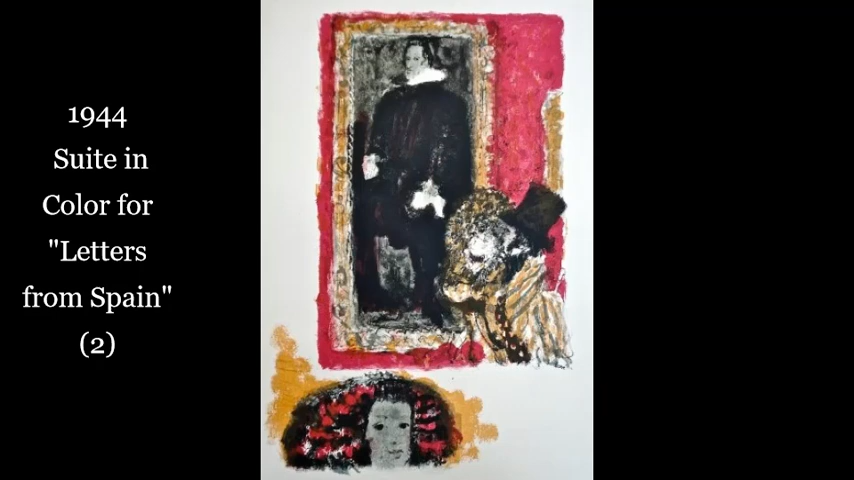 1944
Suite in
Color for
"Letters
from Spain"
(2)